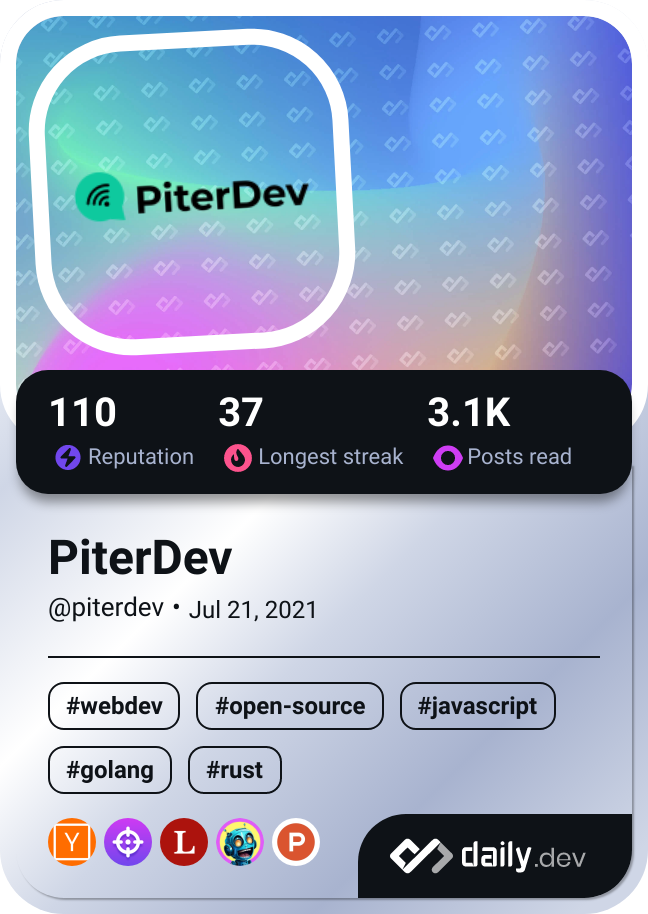 PiterDev
110 37 3.1K
Reputation Longest streak Posts read
PiterDev
@piterdev • Jul 21, 2021
#webdev #open-source #javascript
#golang #rust
Y L P daily.dev